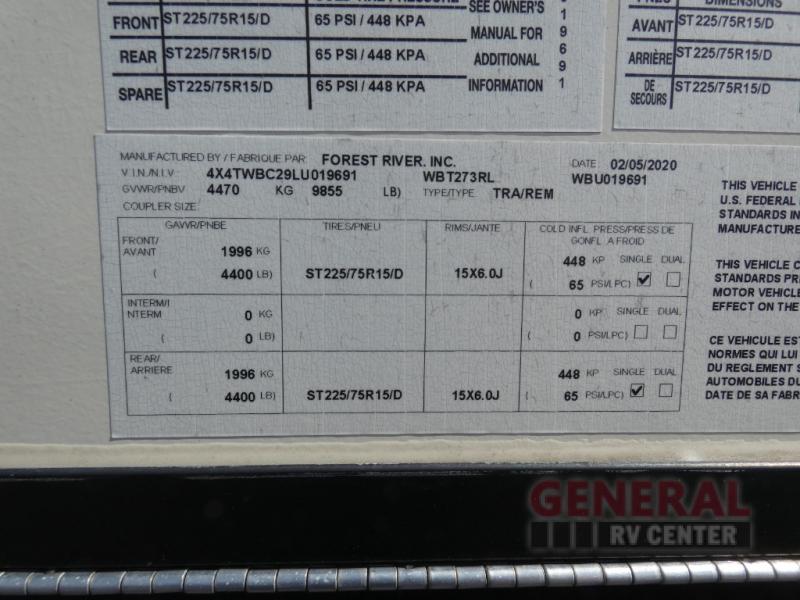 FRONT ST225/75R15/D 65 PSI / 448 KPA
REAR ST225/75R15/D 65 PSI / 448 KPA
SPARE ST225/75R15/D 65 PSI / 448 KPA
SEE OWNER'S
MANUAL FOR
ADDITIONAL
INFORMATION
1
9
6
9
1
DIMENSIONS
AVANT ST225/75R15/D
ARRIÈRE ST225/75R15/D
DE SECOURS ST225/75R15/D
MANUFACTURED BY / FABRIQUE PAR: FOREST RIVER. INC. DATE: 02/05/2020
V.I.N./N.I.V: 4X4TWBC29LU019691 WBT273RL WBU019691
GVWR/PNBV 4470 KG 9855 LB) TYPE/TYPE: TRA/REM
COUPLER SIZE:
GAWR/PNBE TIRES/PNEU RIMS/JANTE COLD INFL. PRESS/PRESS DE
GONFL. A FROID
FRONT/
AVANT 1996 KG 448 KP SINGLE DUAL
( 4400 LB) ST225/75R15/D 15X6.0J ( 65 PSI/LPC)
INTERM/I
NTERM 0 KG 0 KP SINGLE DUAL
( 0 LB) ( 0 PSI/LPC)
REAR/
ARRIERE 1996 KG 448 KP SINGLE DUAL
( 4400 LB) ST225/75R15/D 15X6.0J ( 65 PSI/LPC)
THIS VEHICLE
U.S. FEDERAL
STANDARDS IN
MANUFACTURE
THIS VEHICLE C
STANDARDS PRE
MOTOR VEHICLE
EFFECT ON THE
CE VEHICULE EST
NORMES QUI LUI
DU REGLEMENT S
AUTOMOBILES DU
DATE DE SA FABR
GENERAL
RV CENTER